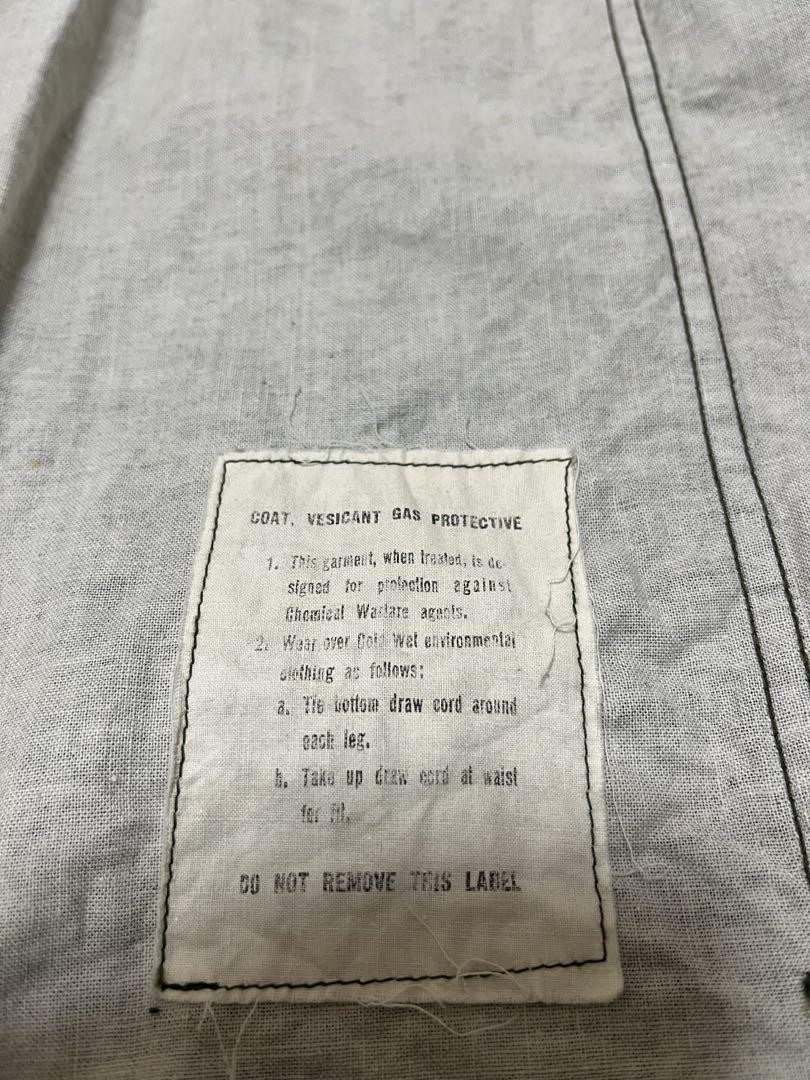 COAT, VESICANT GAS PROTECTIVE
1. This garment, when treated, is de-
signed for protection against
Chemical Warfare agents.
2. Wear over Cold Wet environmental
clothing as follows:
a. Tie bottom draw cord around
each leg.
b. Take up draw cord at waist
for fit.
DO NOT REMOVE THIS LABEL